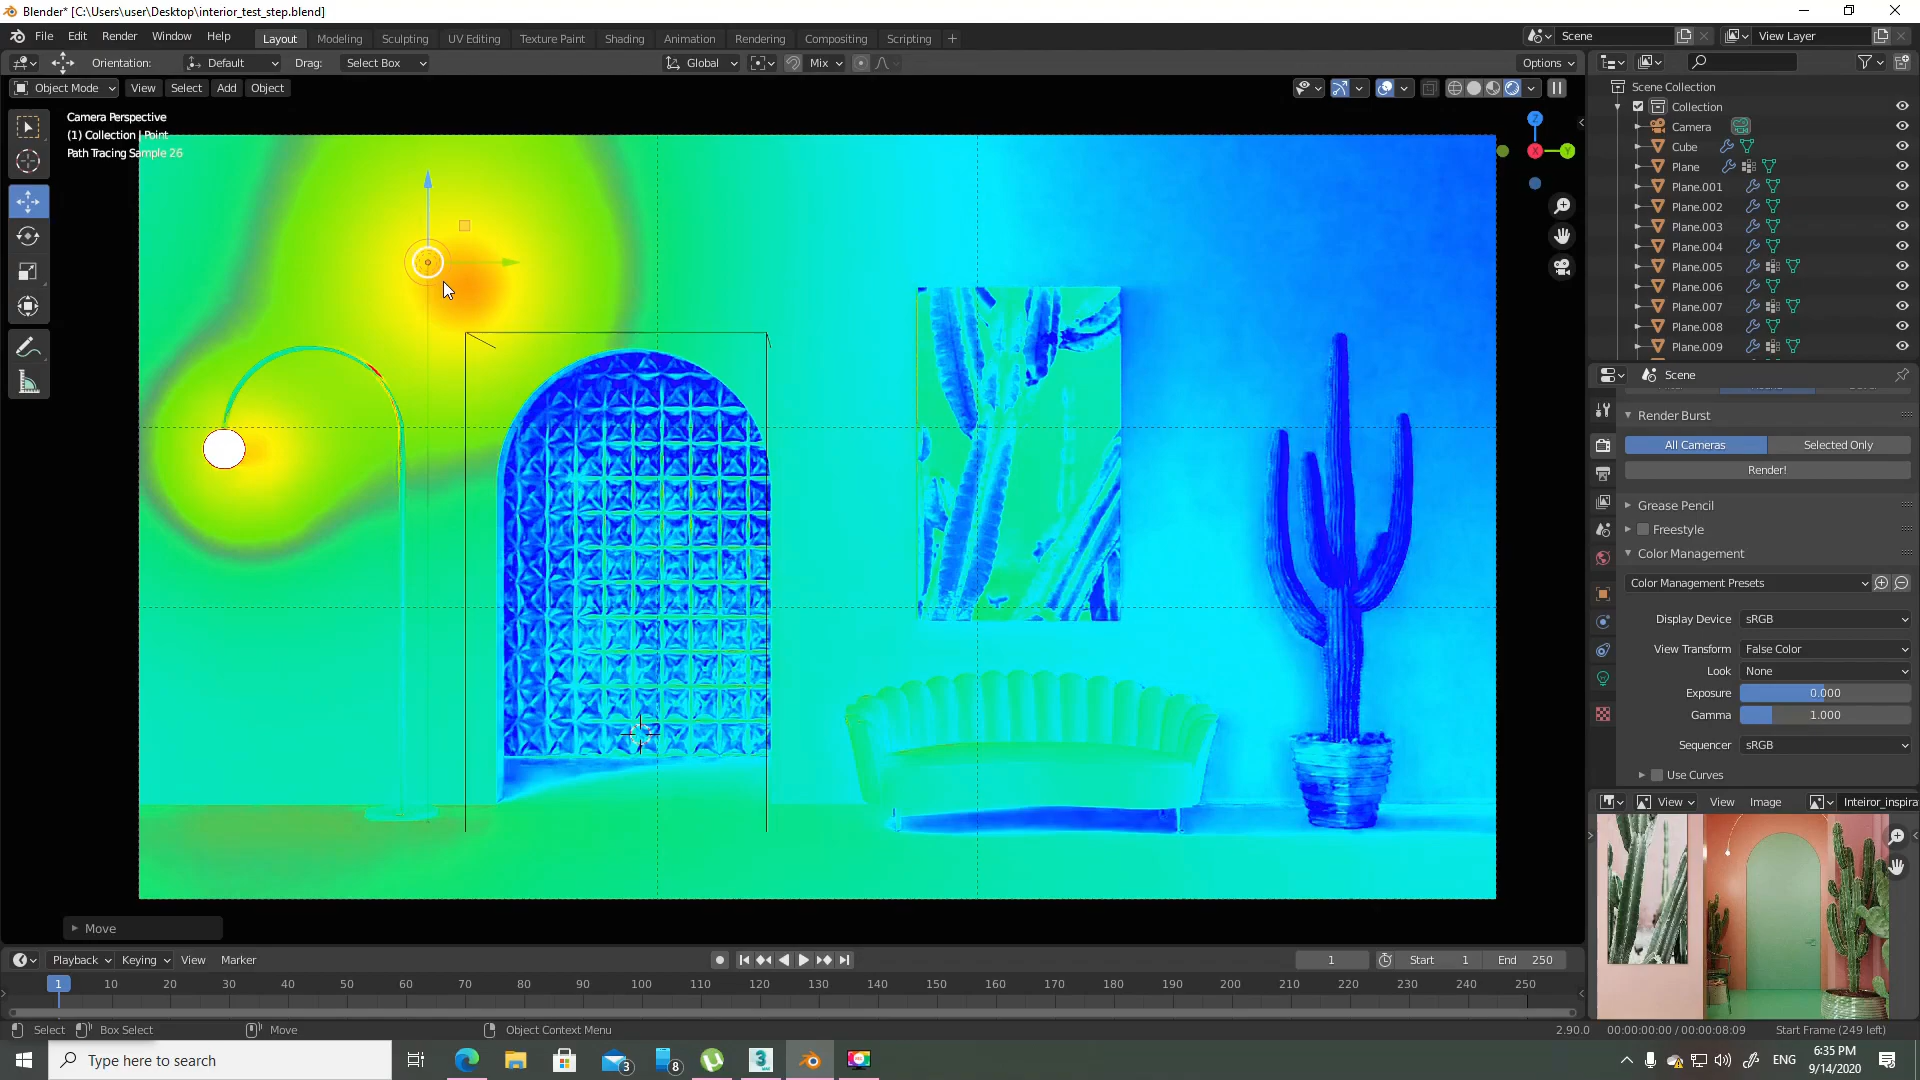 Blender* [C:\Users\user\Desktop\interior_test_step.blend]
File Edit Render Window Help
Layout Modeling Sculpting UV Editing Texture Paint Shading Animation Rendering Compositing Scripting +
Scene
View Layer
Orientation: Default Drag: Select Box
Global Mix
Options
Object Mode View Select Add Object
Camera Perspective
(1) Collection | Point
Path Tracing Sample 26
Z
X
Y
Scene Collection
Collection
Camera
Cube
Plane
Plane.001
Plane.002
Plane.003
Plane.004
Plane.005
Plane.006
Plane.007
Plane.008
Plane.009
Scene
Render Burst
All Cameras Selected Only
Render!
Grease Pencil
Freestyle
Color Management
Color Management Presets
Display Device sRGB
View Transform False Color
Look None
Exposure 0.000
Gamma 1.000
Sequencer sRGB
Use Curves
View View Image Inteiror_inspira
Move
Playback Keying View Marker
1 Start 1 End 250
1 10 20 30 40 50 60 70 80 90 100 110 120 130 140 150 160 170 180 190 200 210 220 230 240 250
Select Box Select Move Object Context Menu
2.90.0 00:00:00:00 / 00:00:08:09 Start Frame (249 left)
Type here to search
3
8
3
ENG
6:35 PM
9/14/2020